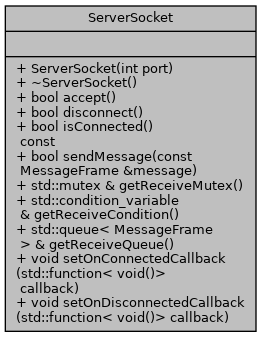 ServerSocket
+ ServerSocket(int port)
+ ~ServerSocket()
+ bool accept()
+ bool disconnect()
+ bool isConnected()
const
+ bool sendMessage(const
MessageFrame &message)
+ std::mutex & getReceiveMutex()
+ std::condition_variable
& getReceiveCondition()
+ std::queue< MessageFrame
> & getReceiveQueue()
+ void setOnConnectedCallback
(std::function< void()>
callback)
+ void setOnDisconnectedCallback
(std::function< void()> callback)